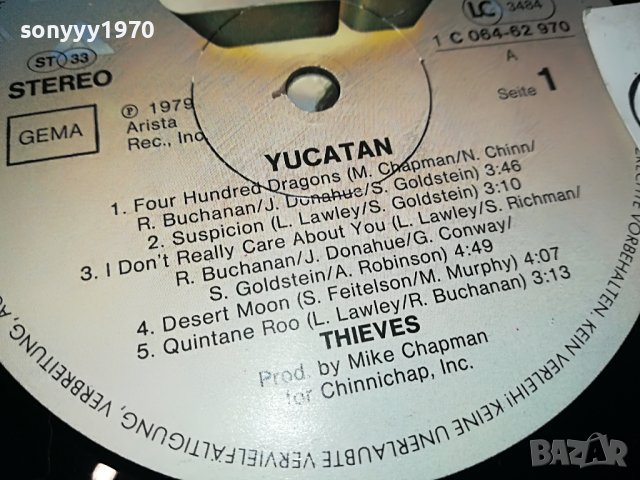 sonyyy1970
ST 33
STEREO
GEMA
℗ 1979
Arista
Rec., Inc.
LC 3484
1 C 064-62 970
A
Seite 1
YUCATAN
1. Four Hundred Dragons (M. Chapman/N. Chinn/
R. Buchanan/J. Donahue/S. Goldstein) 3:46
2. Suspicion (L. Lawley/S. Goldstein) 3:10
3. I Don't Really Care About You (L. Lawley/S. Richman/
R. Buchanan/J. Donahue/G. Conway/
S. Goldstein/A. Robinson) 4:49
4. Desert Moon (S. Feitelson/M. Murphy) 4:07
5. Quintane Roo (L. Lawley/R. Buchanan) 3:13
THIEVES
Prod. by Mike Chapman
for Chinnichap, Inc.
VORBEHALTEN. KEIN VERLEIH! KEINE UNERLAUBTE VERVIELFÄLTIGUNG, VERBREITUNG,
BAZAR
bg